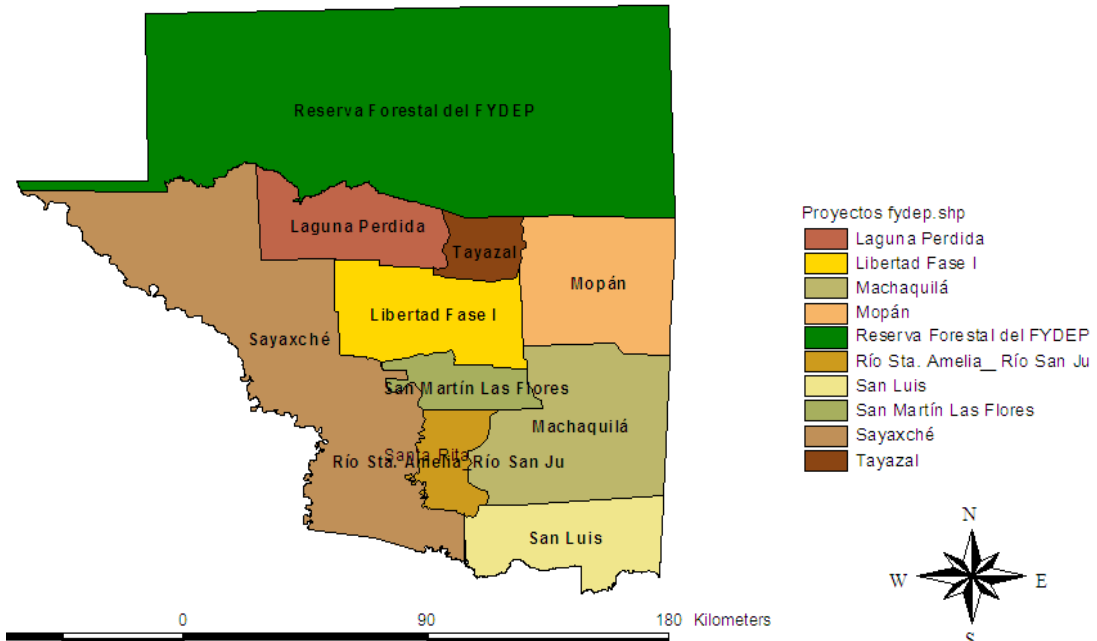 Reserva Forestal del FYDEP
Laguna Perdida
Tayazal
Mopán
Libertad Fase I
Sayaxché
San Martín Las Flores
Machaquilá
Santa Rita
Río Sta. Amelia_Río San Ju
San Luis
Proyectos fydep.shp
Laguna Perdida
Libertad Fase I
Machaquilá
Mopán
Reserva Forestal del FYDEP
Río Sta. Amelia__ Río San Ju
San Luis
San Martín Las Flores
Sayaxché
Tayazal
N
W E
S
0 90 180 Kilometers